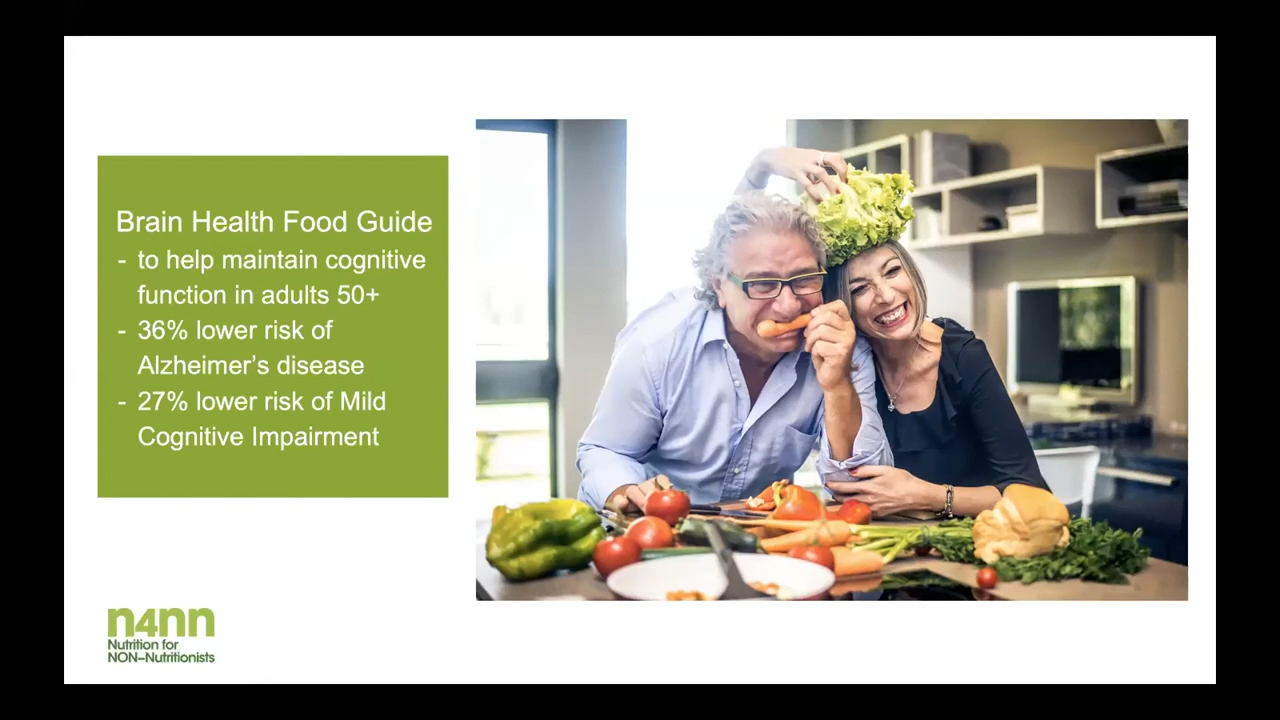 Brain Health Food Guide
- to help maintain cognitive
function in adults 50+
- 36% lower risk of
Alzheimer’s disease
- 27% lower risk of Mild
Cognitive Impairment
n4nn
Nutrition for
NON–Nutritionists